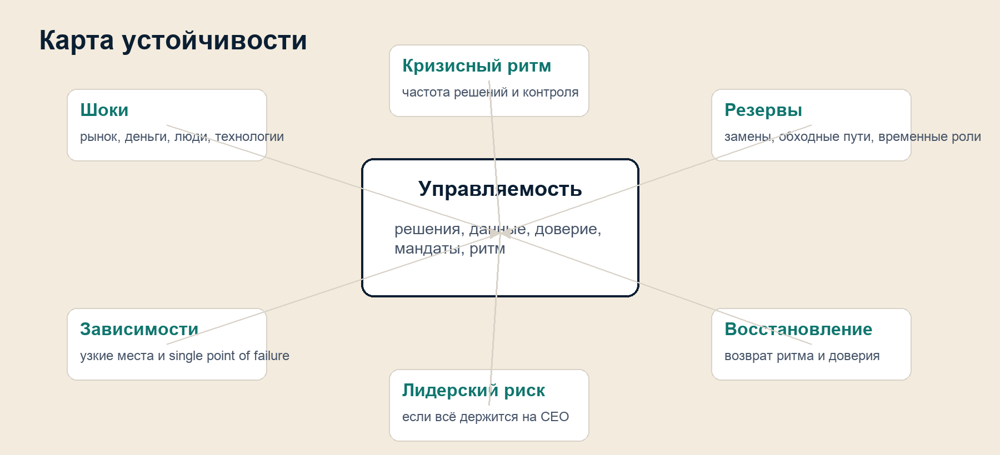 Карта устойчивости
Кризисный ритм
частота решений и контроля
Шоки
рынок, деньги, люди, технологии
Резервы
замены, обходные пути, временные роли
Управляемость
решения, данные, доверие,
мандаты, ритм
Зависимости
узкие места и single point of failure
Восстановление
возврат ритма и доверия
Лидерский риск
если всё держится на CEO